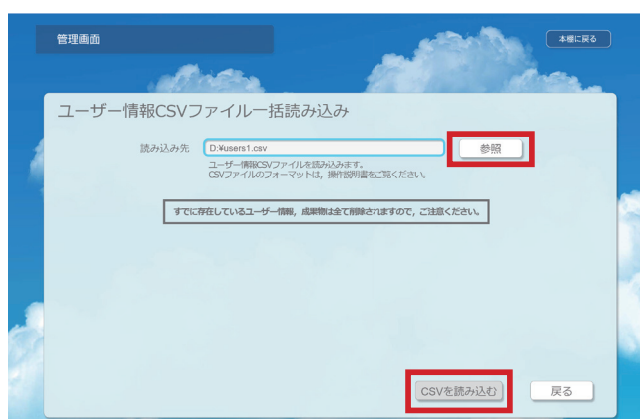 管理画面
本棚に戻る
ユーザー情報CSVファイル一括読み込み
読み込み先 D:¥users1.csv 参照
ユーザー情報CSVファイルを読み込みます。
CSVファイルのフォーマットは，操作説明書をご覧ください。
すでに存在しているユーザー情報，成果物は全て削除されますので，ご注意ください。
CSVを読み込む 戻る